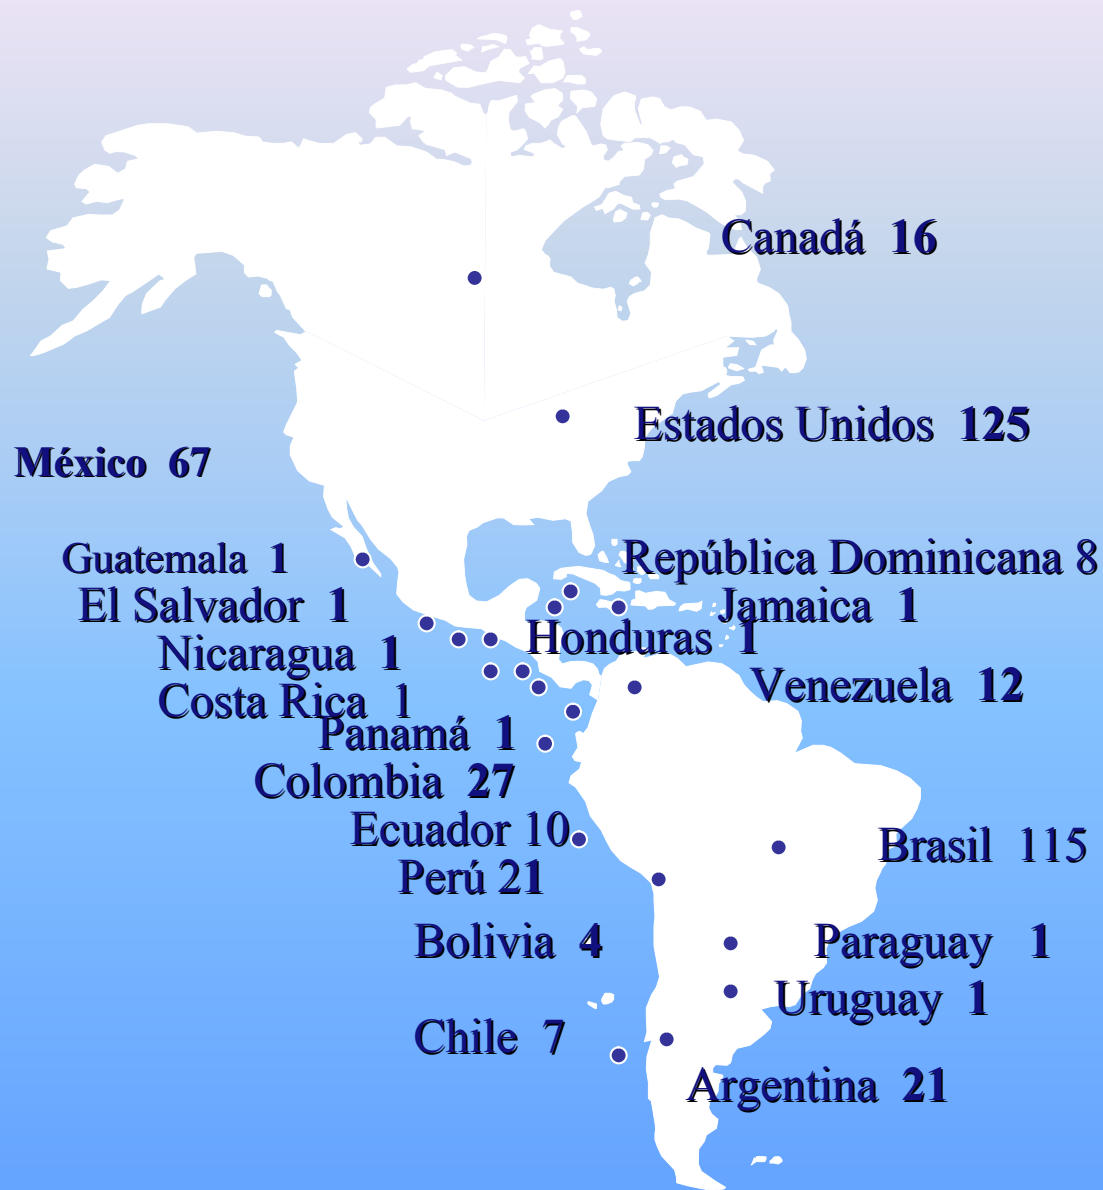 Canadá 16
Estados Unidos 125
México 67
Guatemala 1
República Dominicana 8
El Salvador 1
Jamaica 1
Honduras 1
Nicaragua 1
Venezuela 12
Costa Rica 1
Panamá 1
Colombia 27
Ecuador 10
Brasil 115
Perú 21
Bolivia 4
Paraguay 1
Uruguay 1
Chile 7
Argentina 21